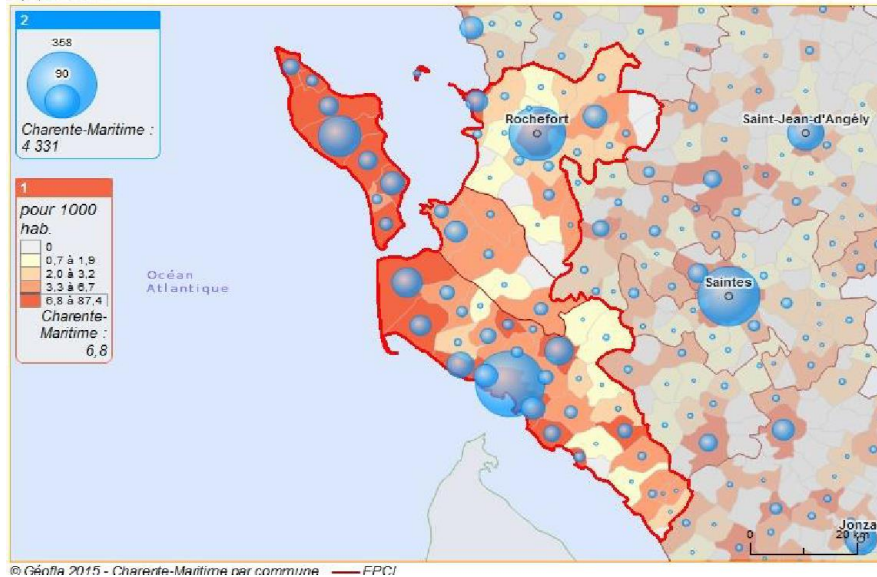 2
358
90
Charente-Maritime :
4 331
1
pour 1000
hab.
0
0,7 à 1,9
2,0 à 3,2
3,3 à 6,7
6,8 à 87,4
Charente-
Maritime :
6,8
Océan
Atlantique
Rochefort
Saint-Jean-d'Angély
Saintes
Jonza
0 20 km
© Géofla 2015 - Charente-Maritime par commune — EPCI